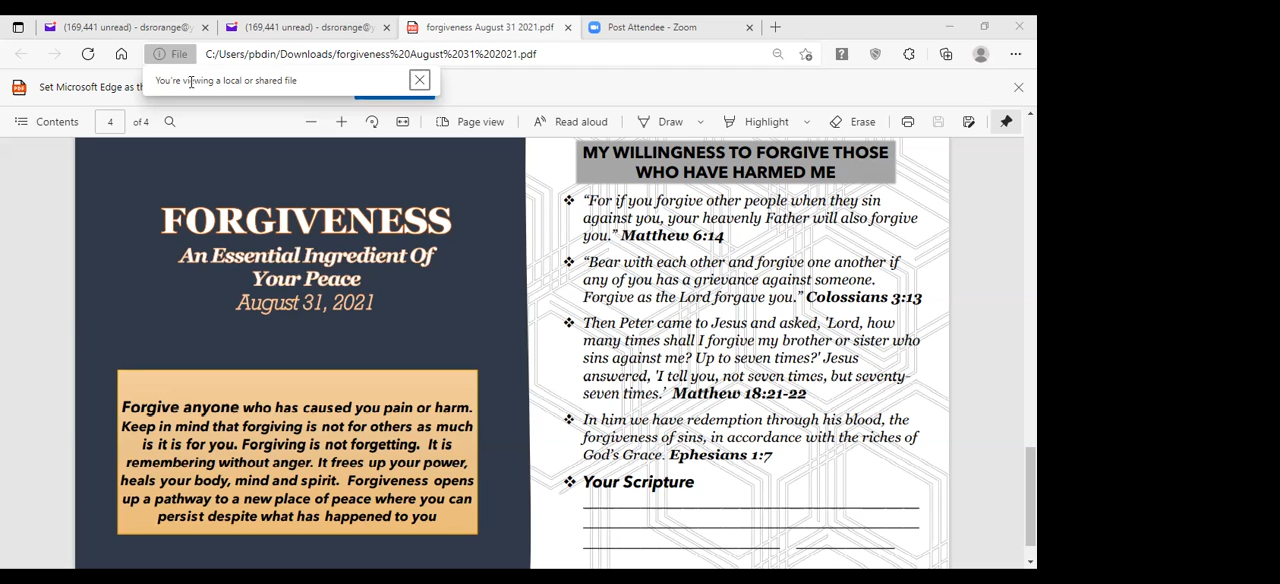 (169,441 unread) - dsrorange@y
(169,441 unread) - dsrorange@y
forgiveness August 31 2021.pdf
Post Attendee - Zoom
File
C:/Users/pbdin/Downloads/forgiveness%20August%2031%202021.pdf
You're viewing a local or shared file
Set Microsoft Edge as th
Contents
4 of 4
Page view
Read aloud
Draw
Highlight
Erase
FORGIVENESS
An Essential Ingredient Of
Your Peace
August 31, 2021
Forgive anyone who has caused you pain or harm.
Keep in mind that forgiving is not for others as much
is it is for you. Forgiving is not forgetting. It is
remembering without anger. It frees up your power,
heals your body, mind and spirit. Forgiveness opens
up a pathway to a new place of peace where you can
persist despite what has happened to you
MY WILLINGNESS TO FORGIVE THOSE
WHO HAVE HARMED ME
❖ “For if you forgive other people when they sin
against you, your heavenly Father will also forgive
you.” Matthew 6:14
❖ “Bear with each other and forgive one another if
any of you has a grievance against someone.
Forgive as the Lord forgave you.” Colossians 3:13
❖ Then Peter came to Jesus and asked, 'Lord, how
many times shall I forgive my brother or sister who
sins against me? Up to seven times?' Jesus
answered, 'I tell you, not seven times, but seventy-
seven times.' Matthew 18:21-22
❖ In him we have redemption through his blood, the
forgiveness of sins, in accordance with the riches of
God's Grace. Ephesians 1:7
❖ Your Scripture